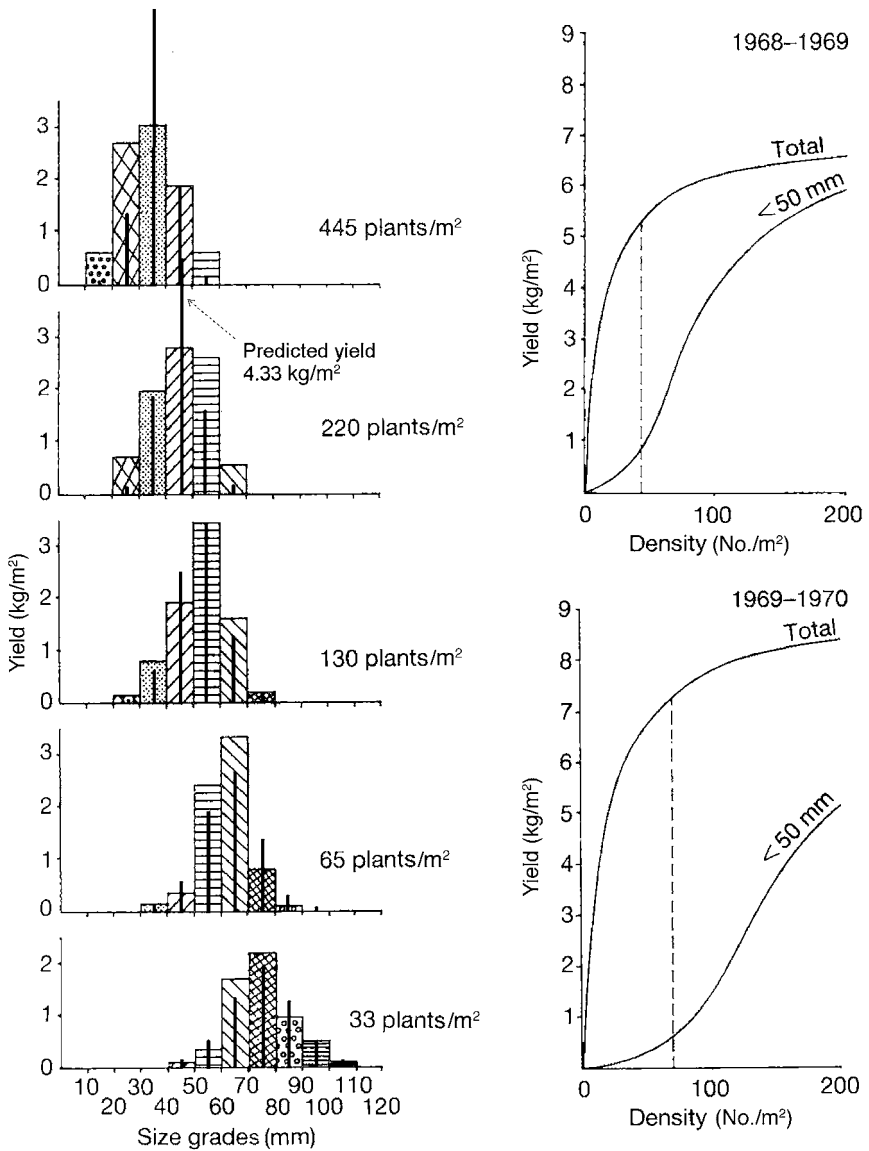 3
2
1
0
445 plants/m²
3
2
1
0
Predicted yield
4.33 kg/m²
220 plants/m²
3
2
1
0
130 plants/m²
Yield (kg/m²)
3
2
1
0
65 plants/m²
2
1
0
33 plants/m²
10 30 50 70 90 110
20 40 60 80 100 120
Size grades (mm)
1968–1969
9
8
7
6
5
4
3
2
1
Total
<50 mm
Yield (kg/m²)
0 100 200
Density (No./m²)
1969–1970
9
8
7
6
5
4
3
2
1
Total
<50 mm
Yield (kg/m²)
0 100 200
Density (No./m²)